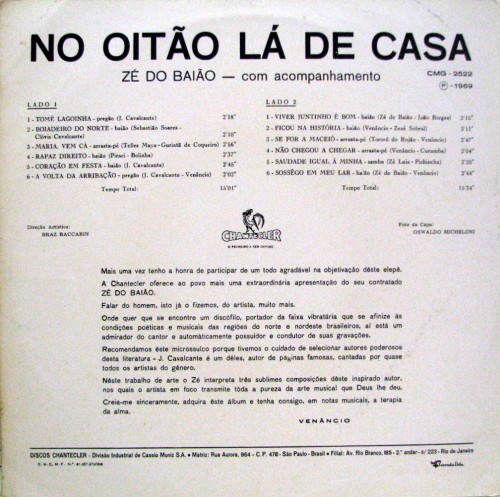 NO OITÃO LÁ DE CASA
ZÉ DO BAIÃO — com acompanhamento
CMG - 2522
℗ - 1969
LADO 1
1 - TOMÉ LAGOINHA - pregão (J. Cavalcante) 2'18"
2 - BOIADEIRO DO NORTE - baião (Sebastião Soares -
Clóvis Cavalcante) 2'10"
3 - MARIA, VEM CÁ - arrasta-pé (Telles Maya - Garistã de Coqueiro) 2'66"
4 - RAPAZ DIREITO - baião (Piraci - Bolinha) 2'37"
5 - CORAÇÃO EM FESTA - baião (J. Cavalcante) 2'45"
6 - A VOLTA DA ARRIBAÇÃO - pregão (J. Cavalcante - Venâncio) 3'02"
Tempo Total: 15'01"
LADO 2
1 - VIVER JUNTINHO É BOM - baião (Zé do Baião - João Borges) 2'11"
2 - FICOU NA HISTÓRIA - baião (Venâncio - Zezé Sobral) 2'11"
3 - SE FOR A MACEIÓ - arrasta-pé (Tororó do Rojão - Venâncio) 2'47"
4 - NÃO CHEGOU A CHEGAR - arrasta-pé (Venâncio - Curumba) 2'04"
5 - SAUDADE IGUAL À MINHA - samba (Zé Luiz - Pichincha) 3'20"
6 - SOSSÊGO EM MEU LAR - baião (Zé do Baião - Venâncio) 2'44"
Tempo Total: 15'34"
Direção Artística:
BRAZ BACCARIN
CHANTECLER
Foto da Capa:
OSWALDO MICHELONI
Mais uma vez tenho a honra de participar de um todo agradável na objetivação dêste elepê.
A Chantecler oferece ao povo mais uma extraordinária apresentação do seu contratado
ZÉ DO BAIÃO.
Falar do homem, isto já o fizemos, do artista, muito mais.
Onde quer que se encontre um discófilo, portador da faixa vibratória que se afinize às
condições poéticas e musicais das regiões do norte e nordeste brasileiros, aí está um
admirador do cantor e automàticamente possuidor e condutor de suas gravações.
Recomendamos êste microssulco porque tivemos o cuidado de selecionar autores poderosos
desta literatura - J. Cavalcante é um dêles, autor de páginas famosas, cantadas por quase
todos os artistas do gênero.
Nêste trabalho de arte o Zé interpreta três sublimes composições dêste inspirado autor,
nos quais o artista em foco transmite tôda a pureza da arte musical que Deus lhe deu.
Creia-me sinceramente, adquira êste álbum e tenha consigo, em notas musicais, a terapia
da alma.
VENÂNCIO
DISCOS CHANTECLER - Divisão Industrial de Cassio Muniz S.A. • Matriz: Rua Aurora, 964 - C.P. 478 - São Paulo - Brasil • Filial: Av. Rio Branco, 185 - 2.º andar - s/ 223 - Rio de Janeiro